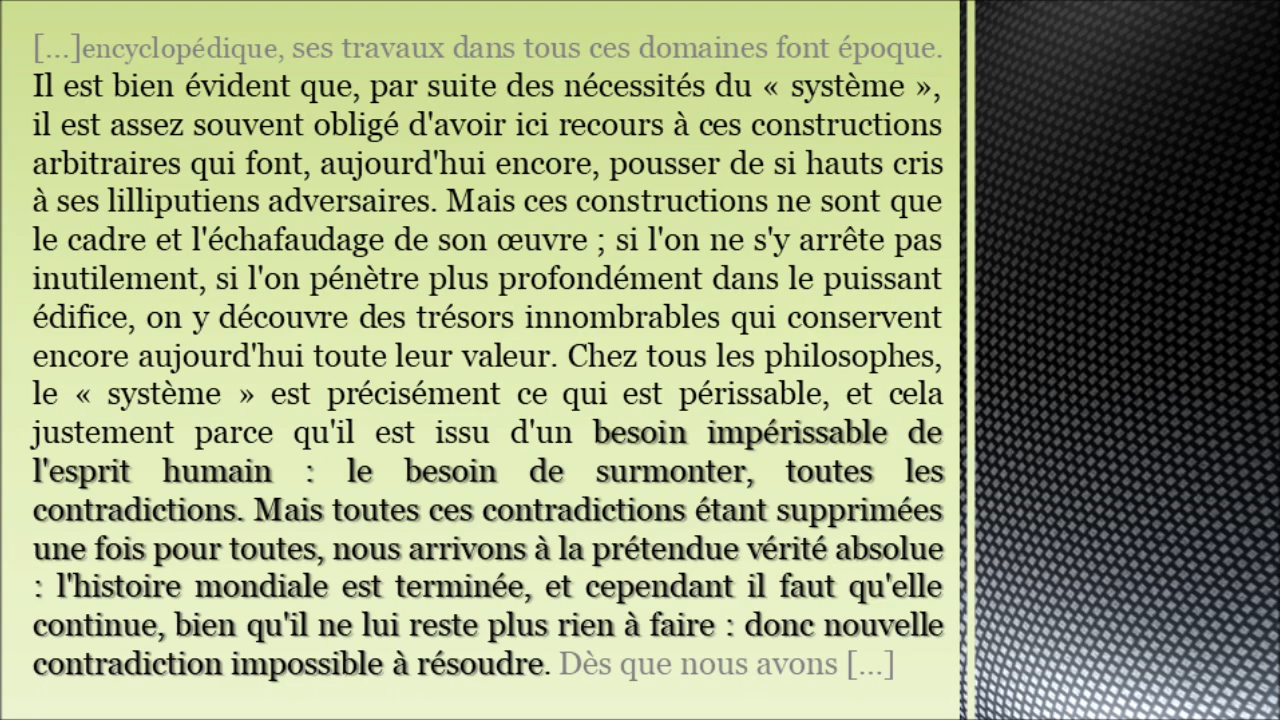 [...]encyclopédique, ses travaux dans tous ces domaines font époque.
Il est bien évident que, par suite des nécessités du « système »,
il est assez souvent obligé d'avoir ici recours à ces constructions
arbitraires qui font, aujourd'hui encore, pousser de si hauts cris
à ses lilliputiens adversaires. Mais ces constructions ne sont que
le cadre et l'échafaudage de son œuvre ; si l'on ne s'y arrête pas
inutilement, si l'on pénètre plus profondément dans le puissant
édifice, on y découvre des trésors innombrables qui conservent
encore aujourd'hui toute leur valeur. Chez tous les philosophes,
le « système » est précisément ce qui est périssable, et cela
justement parce qu'il est issu d'un besoin impérissable de
l'esprit humain : le besoin de surmonter, toutes les
contradictions. Mais toutes ces contradictions étant supprimées
une fois pour toutes, nous arrivons à la prétendue vérité absolue
: l'histoire mondiale est terminée, et cependant il faut qu'elle
continue, bien qu'il ne lui reste plus rien à faire : donc nouvelle
contradiction impossible à résoudre. Dès que nous avons [...]